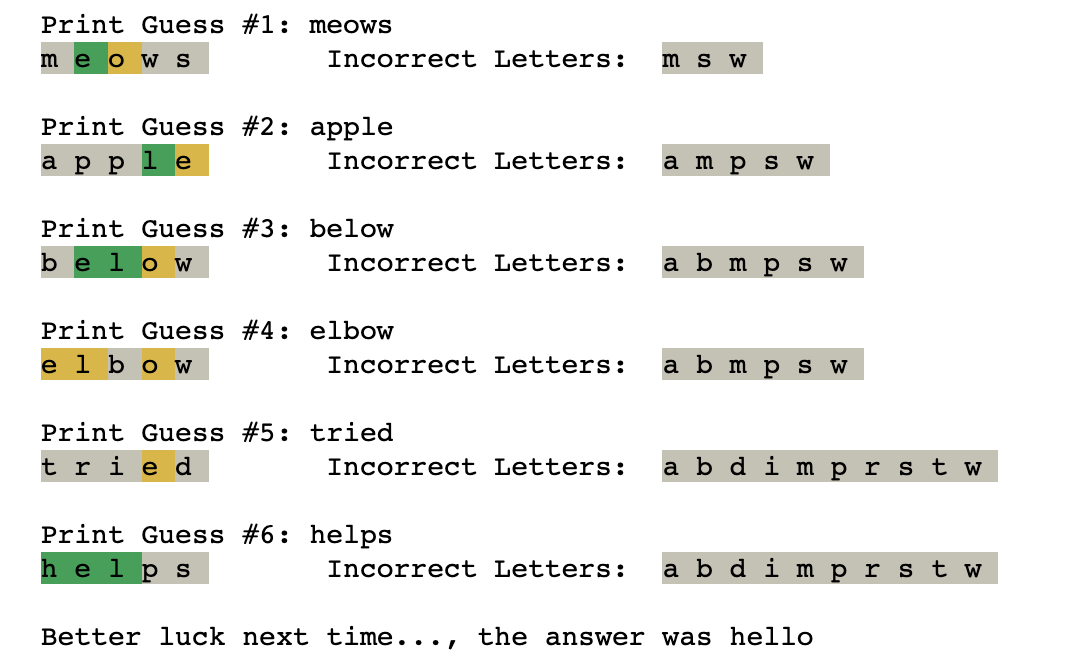 Print Guess #1: meows
m e o w s Incorrect Letters: m s w
Print Guess #2: apple
a p p l e Incorrect Letters: a m p s w
Print Guess #3: below
b e l o w Incorrect Letters: a b m p s w
Print Guess #4: elbow
e l b o w Incorrect Letters: a b m p s w
Print Guess #5: tried
t r i e d Incorrect Letters: a b d i m p r s t w
Print Guess #6: helps
h e l p s Incorrect Letters: a b d i m p r s t w
Better luck next time..., the answer was hello